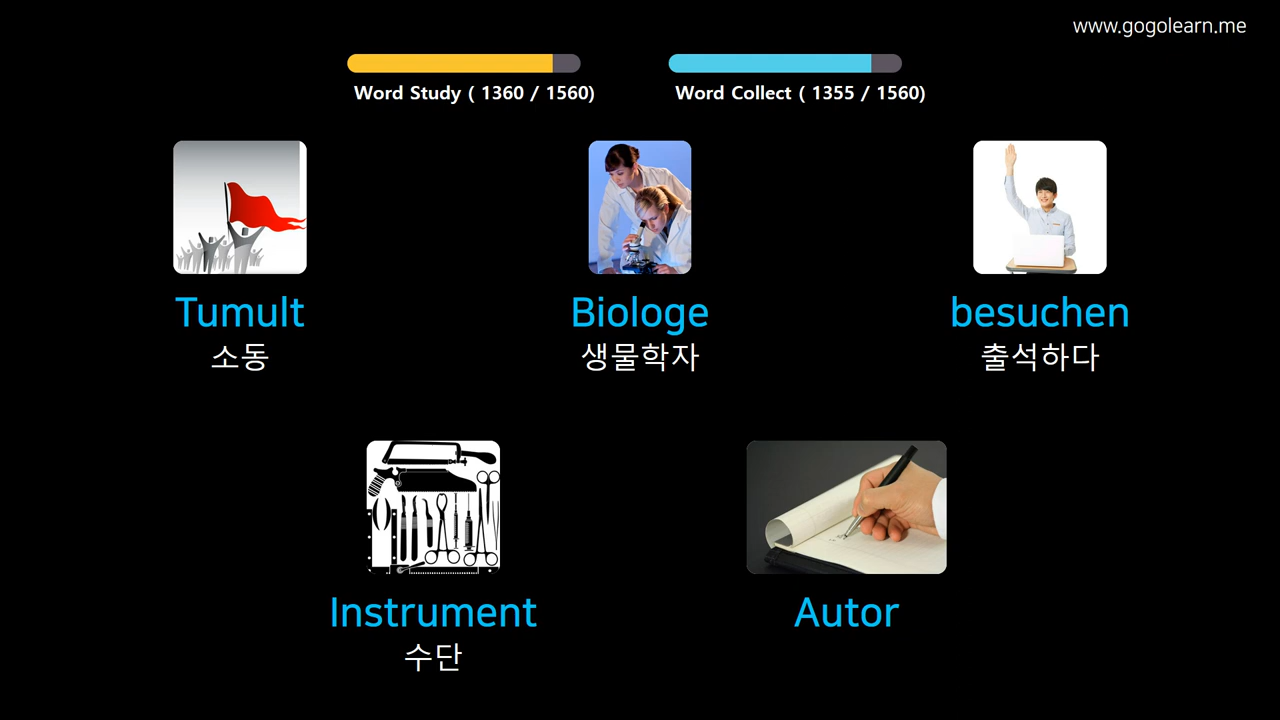 www.gogolearn.me
Word Study ( 1360 / 1560)
Word Collect ( 1355 / 1560)
Tumult
소동
Biologe
생물학자
besuchen
출석하다
Instrument
수단
Autor